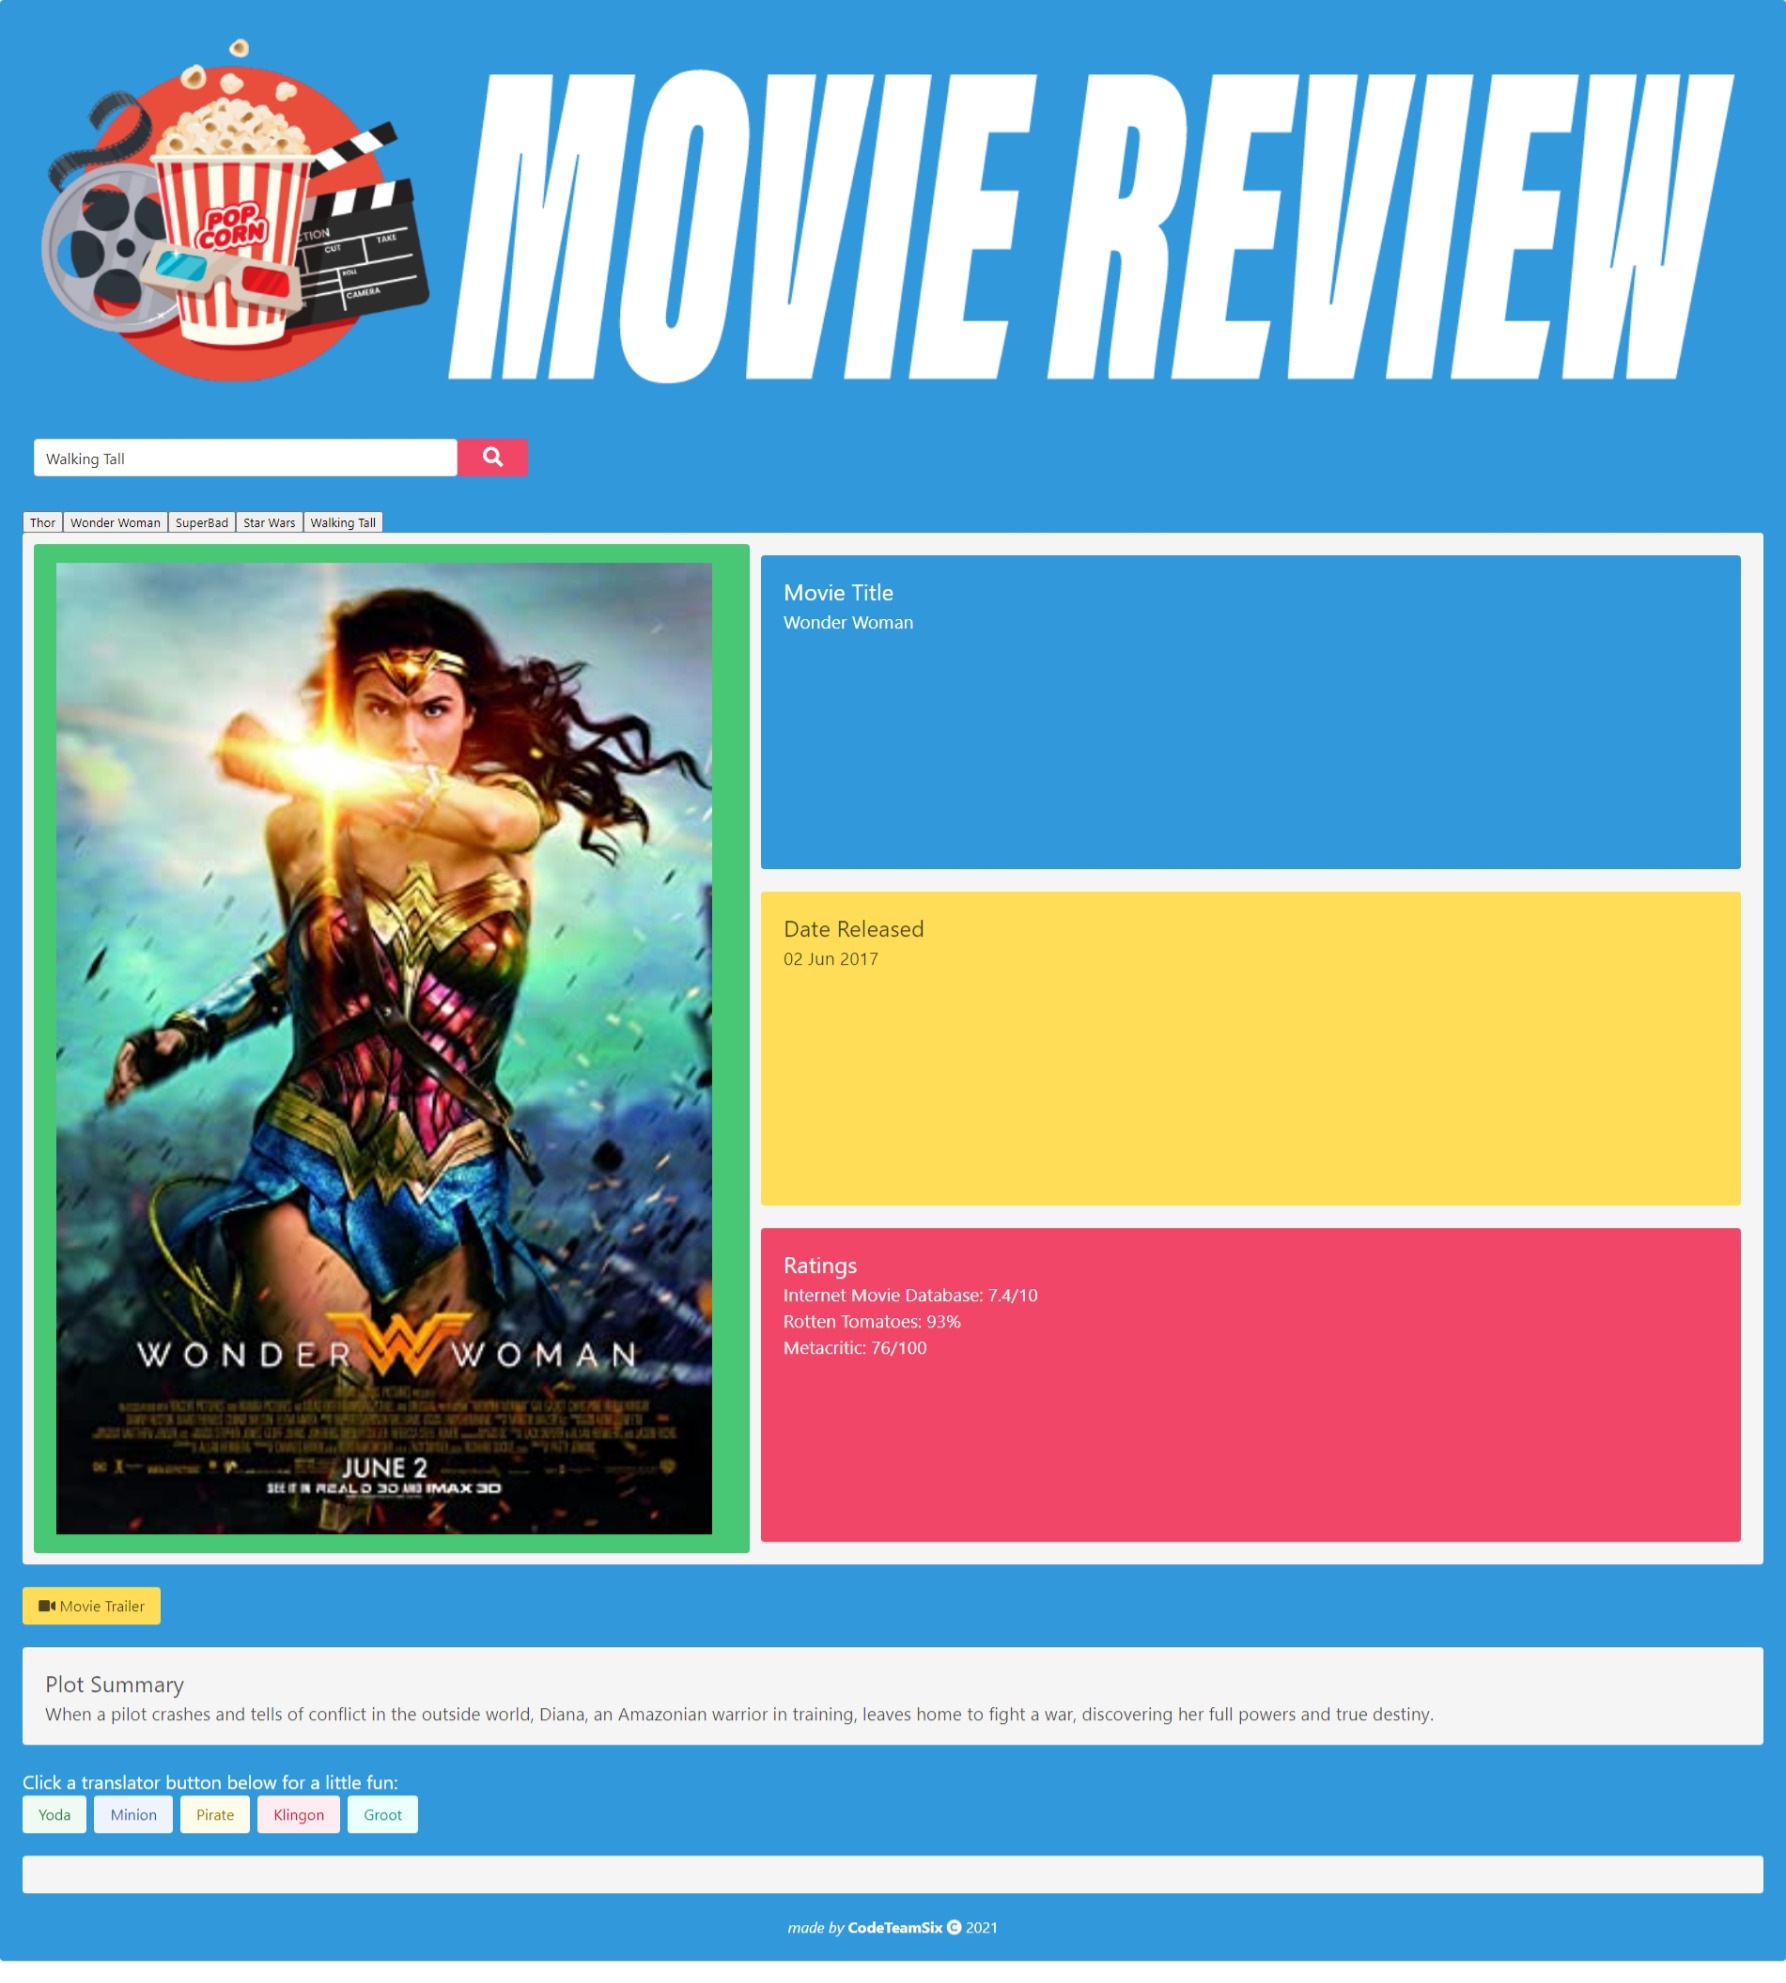 MOVIE REVIEW
POP
CORN
CTION
CUT
TAKE
ROLL
CAMERA
Walking Tall
Thor
Wonder Woman
SuperBad
Star Wars
Walking Tall
WONDER WOMAN
JUNE 2
SEE IT IN REAL D 3D AND IMAX 3D
Movie Title
Wonder Woman
Date Released
02 Jun 2017
Ratings
Internet Movie Database: 7.4/10
Rotten Tomatoes: 93%
Metacritic: 76/100
Movie Trailer
Plot Summary
When a pilot crashes and tells of conflict in the outside world, Diana, an Amazonian warrior in training, leaves home to fight a war, discovering her full powers and true destiny.
Click a translator button below for a little fun:
Yoda
Minion
Pirate
Klingon
Groot
made by CodeTeamSix © 2021